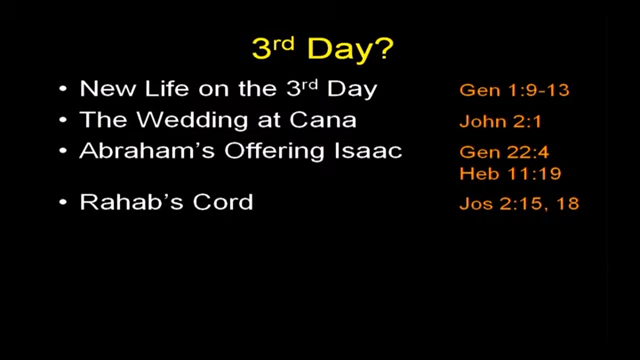 3rd Day?
• New Life on the 3rd Day Gen 1:9-13
• The Wedding at Cana John 2:1
• Abraham's Offering Isaac Gen 22:4
Heb 11:19
• Rahab's Cord Jos 2:15, 18